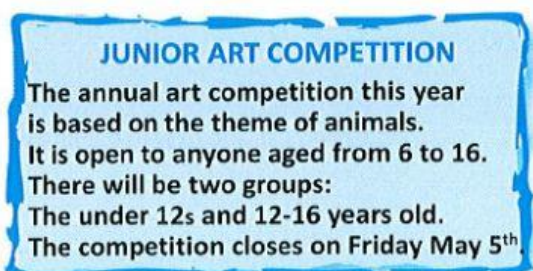 JUNIOR ART COMPETITION
The annual art competition this year
is based on the theme of animals.
It is open to anyone aged from 6 to 16.
There will be two groups:
The under 12s and 12-16 years old.
The competition closes on Friday May 5th.